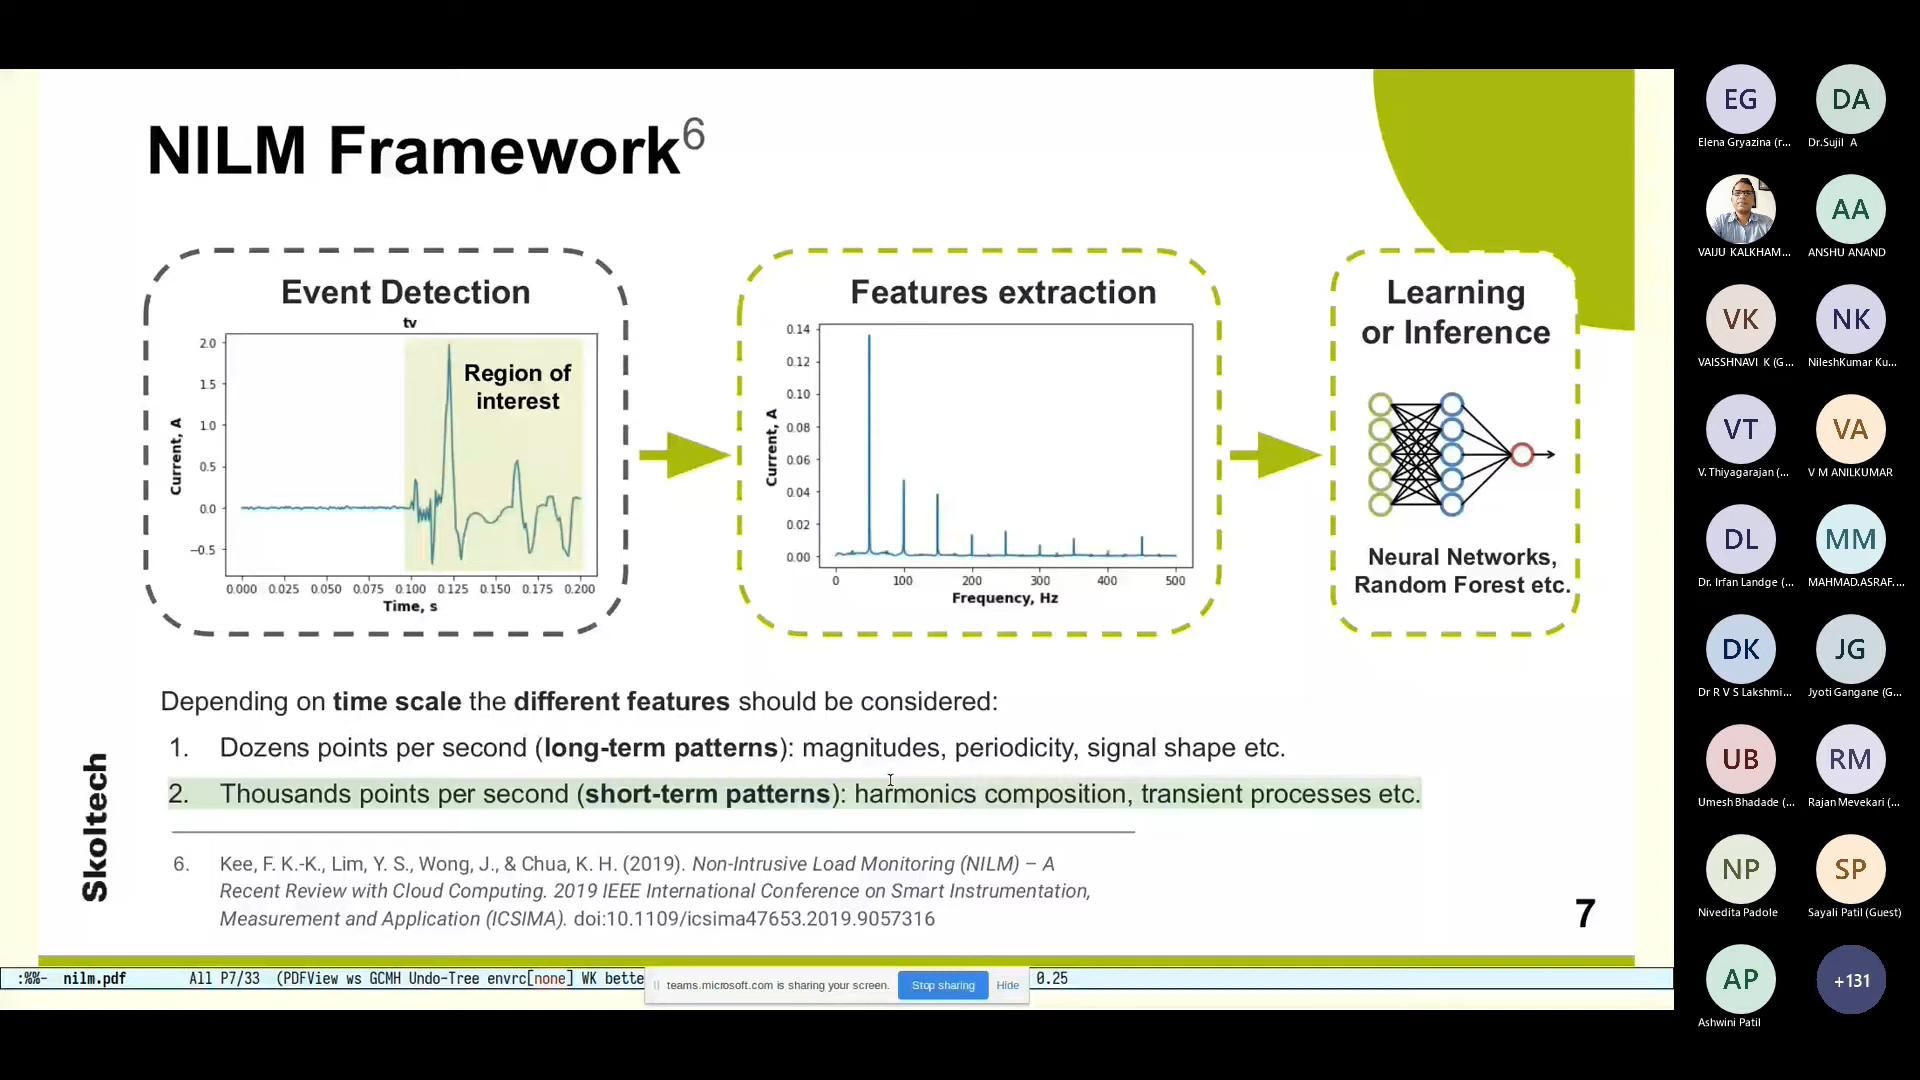 NILM Framework6
Event Detection
tv
Region of
interest
2.0
1.5
1.0
0.5
0.0
−0.5
Current, A
0.000 0.025 0.050 0.075 0.100 0.125 0.150 0.175 0.200
Time, s
Features extraction
0.14
0.12
0.10
0.08
0.06
0.04
0.02
0.00
Current, A
0 100 200 300 400 500
Frequency, Hz
Learning
or Inference
Neural Networks,
Random Forest etc.
Depending on time scale the different features should be considered:
1. Dozens points per second (long-term patterns): magnitudes, periodicity, signal shape etc.
2. Thousands points per second (short-term patterns): harmonics composition, transient processes etc.
6. Kee, F. K.-K., Lim, Y. S., Wong, J., & Chua, K. H. (2019). Non-Intrusive Load Monitoring (NILM) – A
Recent Review with Cloud Computing. 2019 IEEE International Conference on Smart Instrumentation,
Measurement and Application (ICSIMA). doi:10.1109/icsima47653.2019.9057316
Skoltech
7
:%%- nilm.pdf All P7/33 (PDFView ws GCMH Undo-Tree envrc[none] WK bette 0.25
teams.microsoft.com is sharing your screen. Stop sharing Hide
EG DA
Elena Gryazina (r... Dr.Sujil A
AA
VAIJU KALKHAM... ANSHU ANAND
VK NK
VAISSHNAVI K (G... NileshKumar Ku...
VT VA
V. Thiyagarajan (... V M ANILKUMAR
DL MM
Dr. Irfan Landge (... MAHMAD.ASRAF....
DK JG
Dr R V S Lakshmi... Jyoti Gangane (G...
UB RM
Umesh Bhadade (... Rajan Mevekari (...
NP SP
Nivedita Padole Sayali Patil (Guest)
AP +131
Ashwini Patil